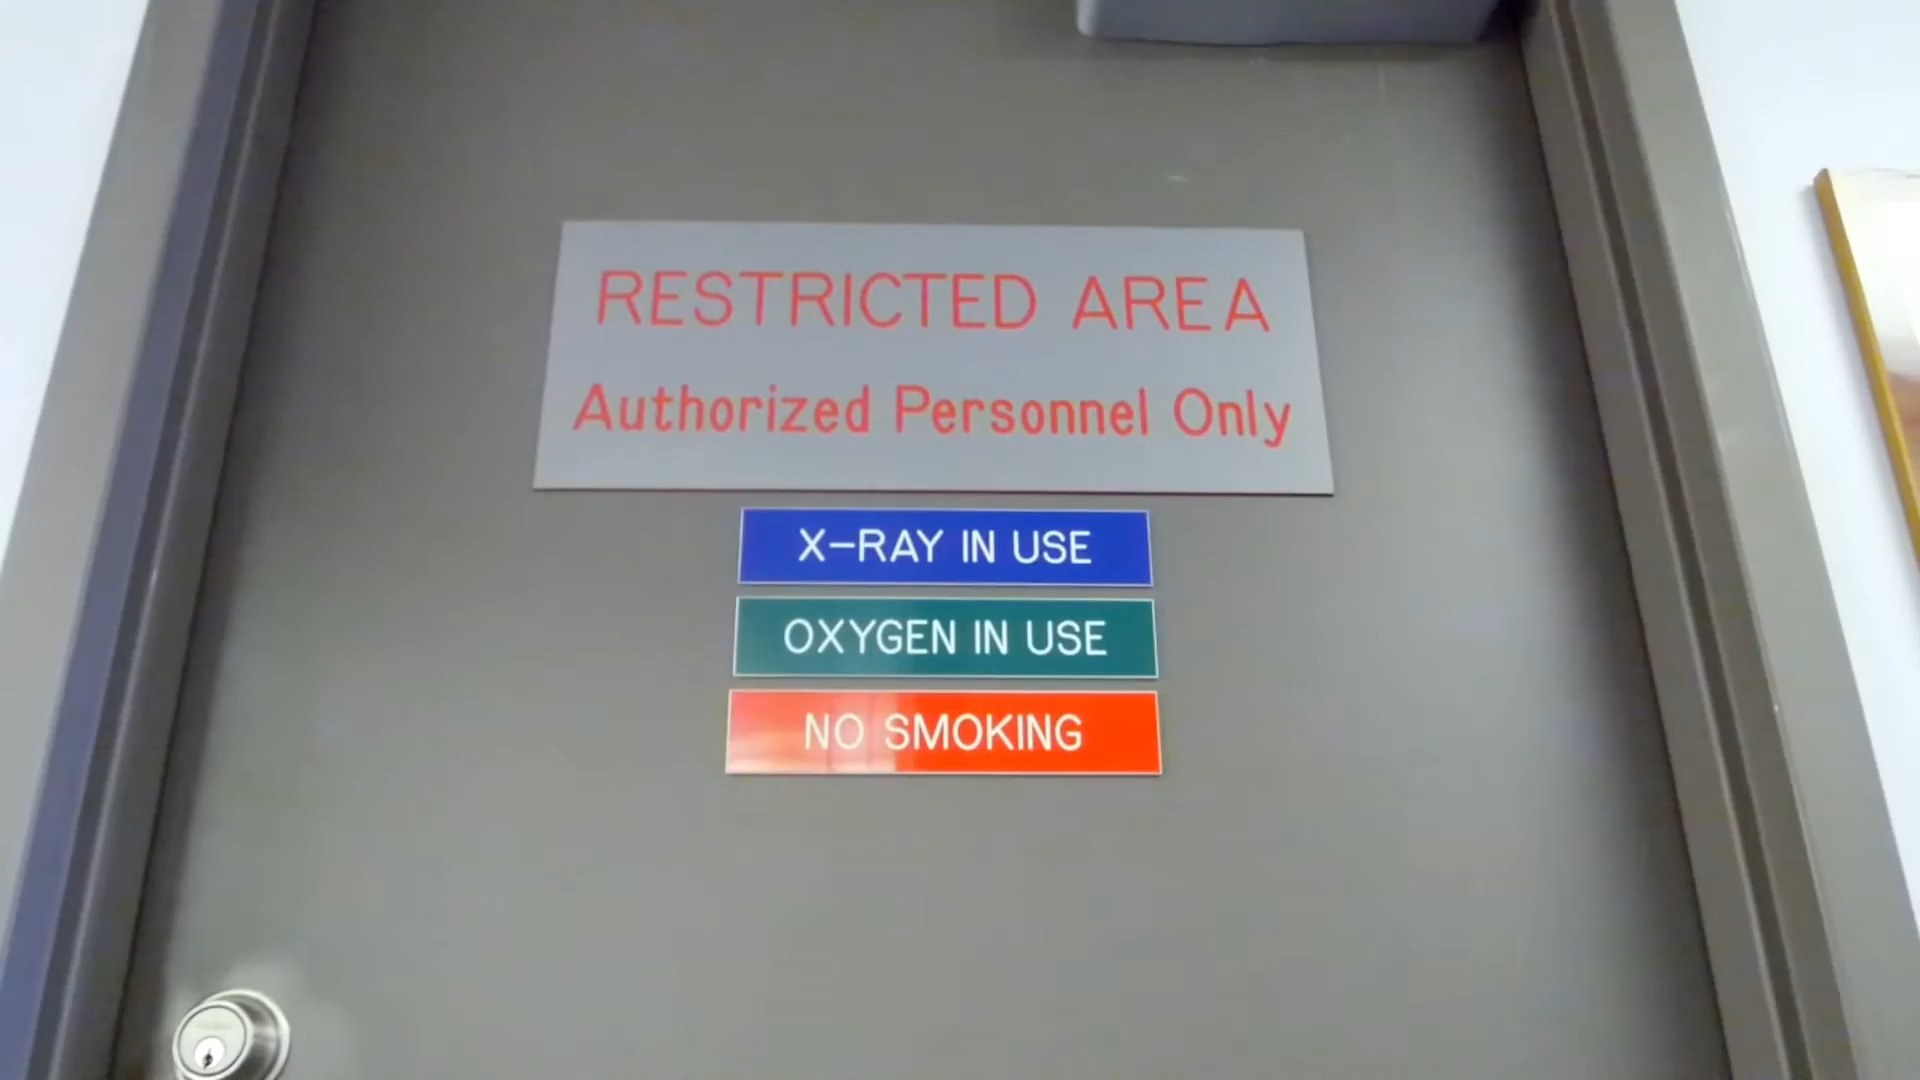 RESTRICTED AREA
Authorized Personnel Only
X-RAY IN USE
OXYGEN IN USE
NO SMOKING